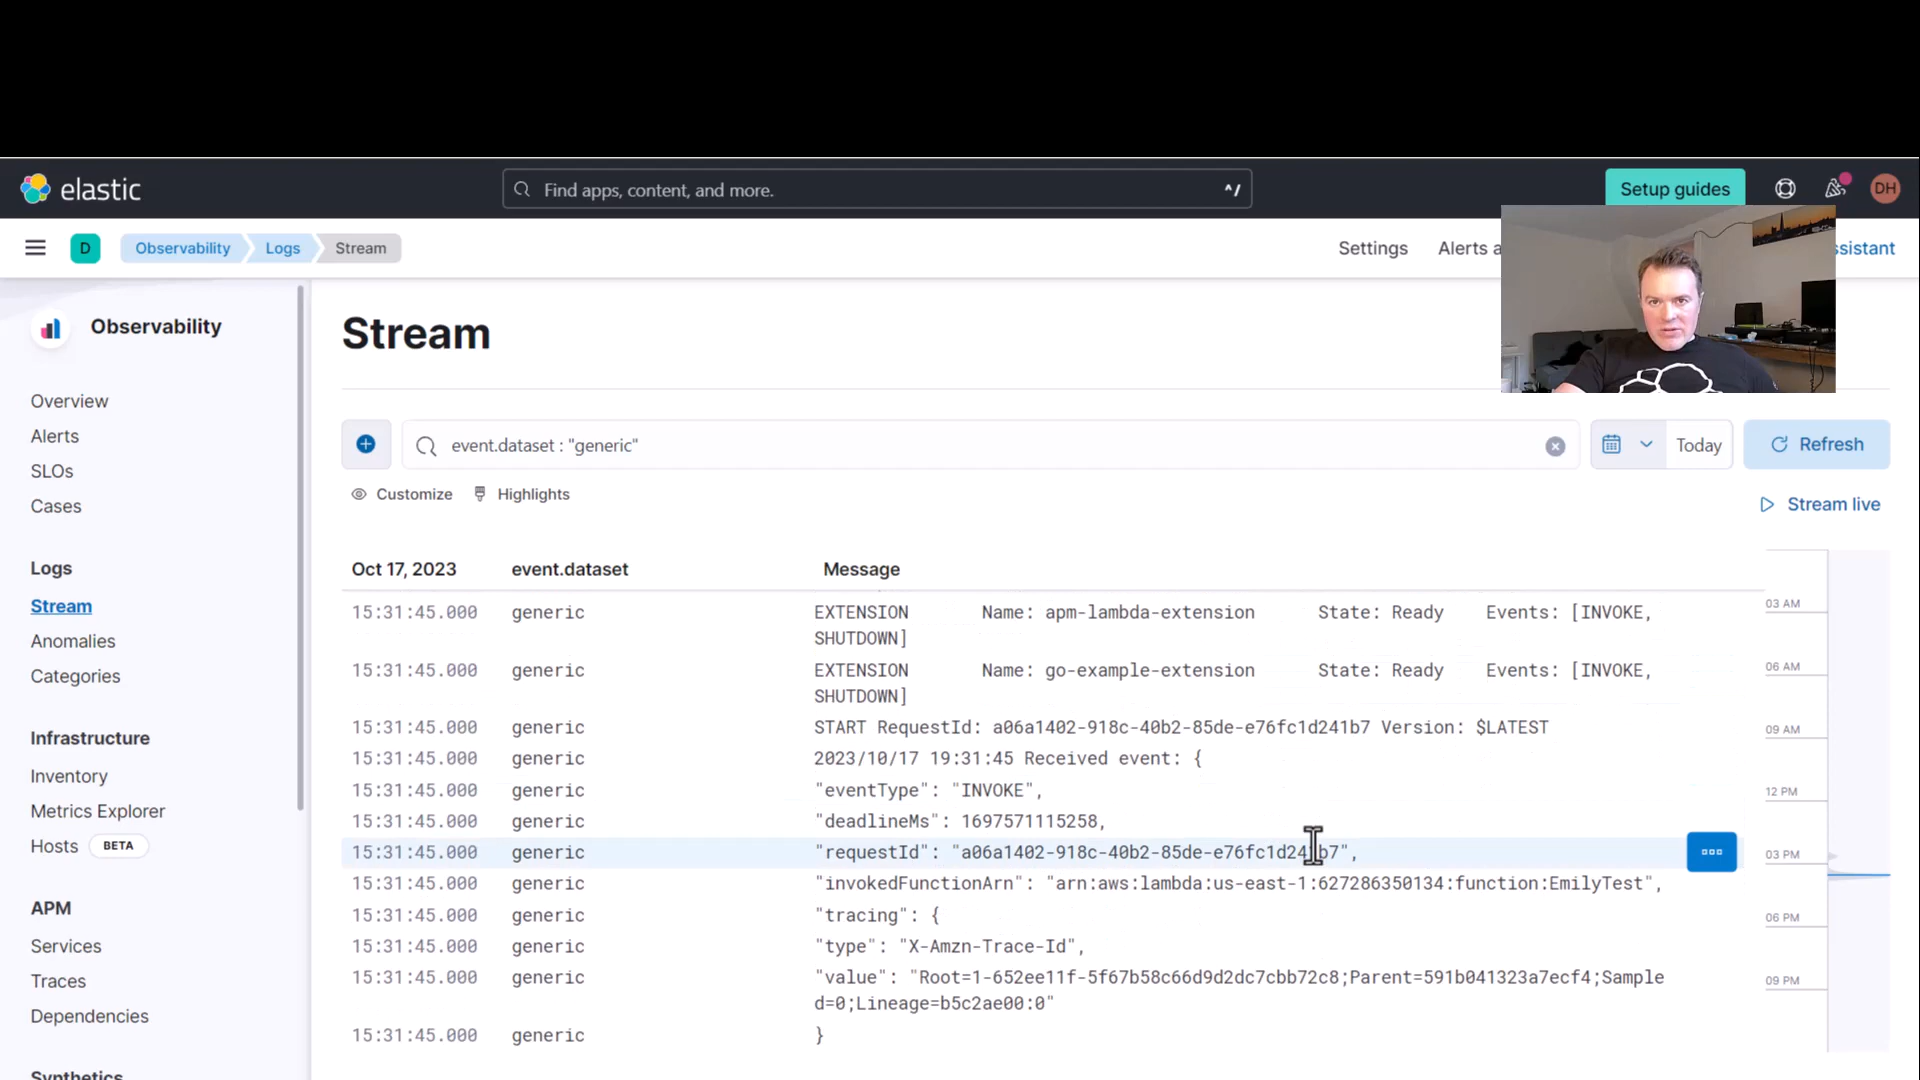 elastic
Find apps, content, and more.
^/
Setup guides
DH
D
Observability
Logs
Stream
Settings
Alerts a
ssistant
Observability
Overview
Alerts
SLOs
Cases
Logs
Stream
Anomalies
Categories
Infrastructure
Inventory
Metrics Explorer
Hosts BETA
APM
Services
Traces
Dependencies
Synthetics
Stream
event.dataset : "generic"
Today
Refresh
Customize
Highlights
Stream live
Oct 17, 2023 event.dataset Message
15:31:45.000 generic EXTENSION Name: apm-lambda-extension State: Ready Events: [INVOKE,
SHUTDOWN]
15:31:45.000 generic EXTENSION Name: go-example-extension State: Ready Events: [INVOKE,
SHUTDOWN]
15:31:45.000 generic START RequestId: a06a1402-918c-40b2-85de-e76fc1d241b7 Version: $LATEST
15:31:45.000 generic 2023/10/17 19:31:45 Received event: {
15:31:45.000 generic "eventType": "INVOKE",
15:31:45.000 generic "deadlineMs": 1697571115258,
15:31:45.000 generic "requestId": "a06a1402-918c-40b2-85de-e76fc1d241b7",
15:31:45.000 generic "invokedFunctionArn": "arn:aws:lambda:us-east-1:627286350134:function:EmilyTest",
15:31:45.000 generic "tracing": {
15:31:45.000 generic "type": "X-Amzn-Trace-Id",
15:31:45.000 generic "value": "Root=1-652ee11f-5f67b58c66d9d2dc7cbb72c8;Parent=591b041323a7ecf4;Sample
d=0;Lineage=b5c2ae00:0"
15:31:45.000 generic }
03 AM
06 AM
09 AM
12 PM
03 PM
06 PM
09 PM